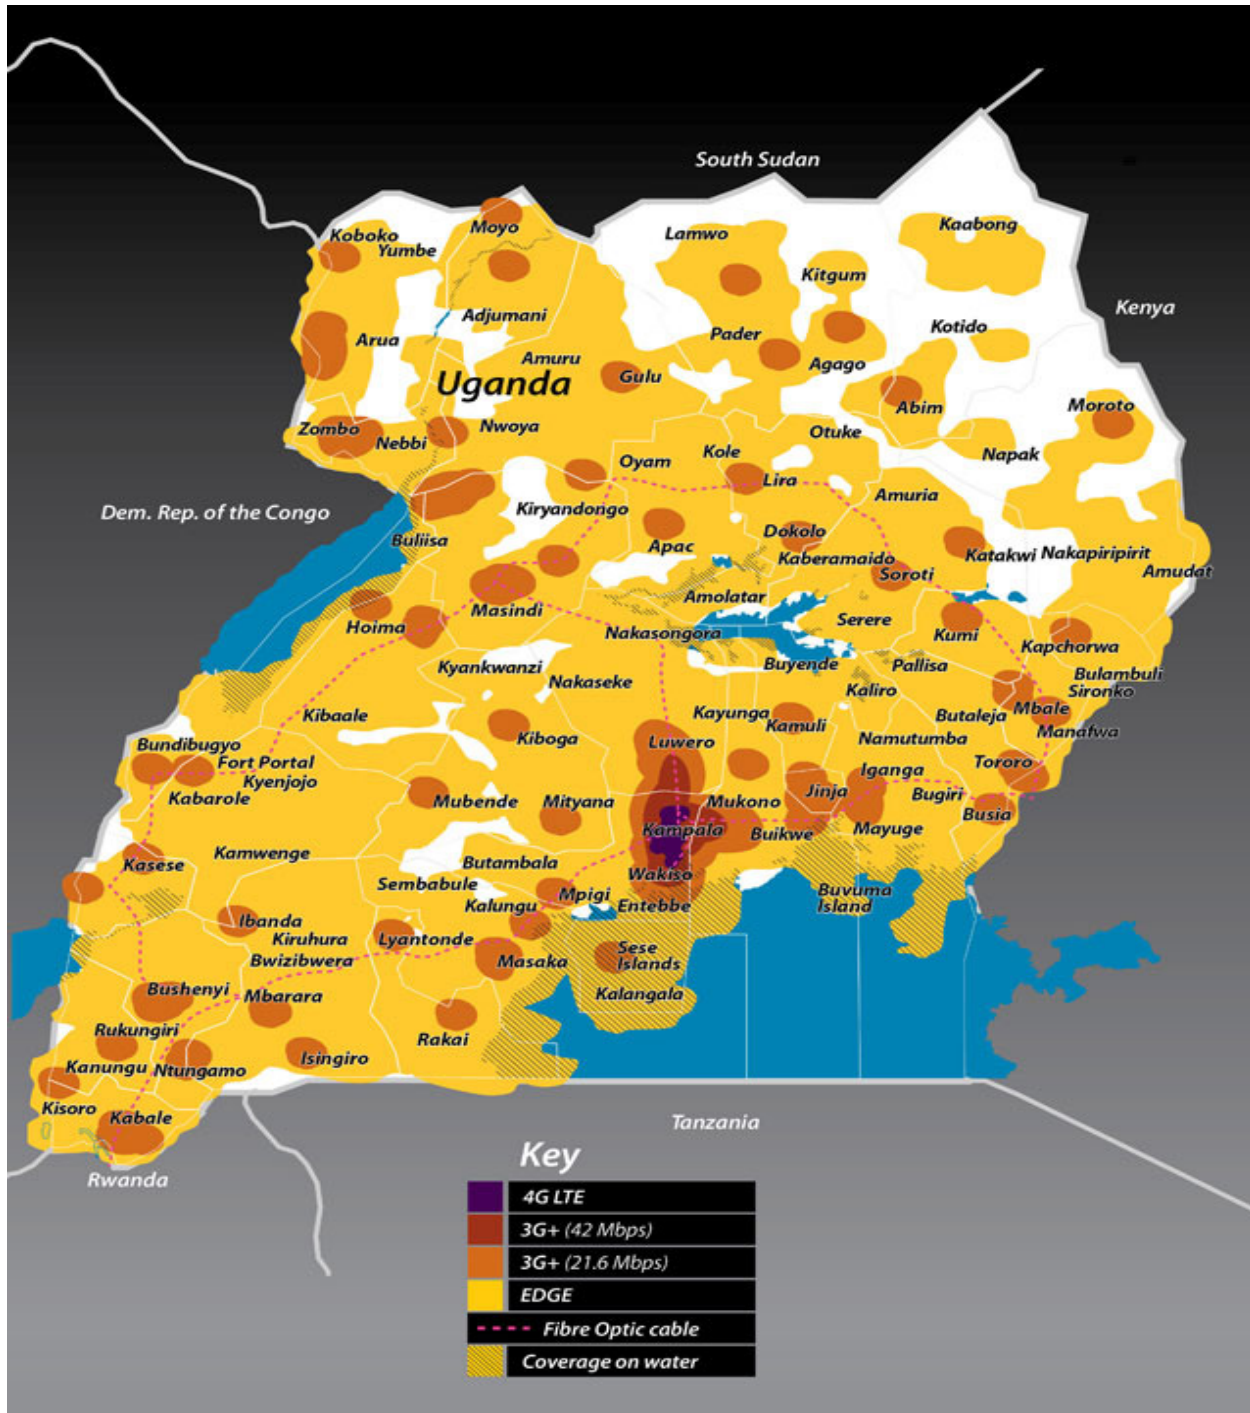 South Sudan
Koboko
Moyo
Yumbe
Lamwo
Kaabong
Kitgum
Kenya
Adjumani
Arua
Pader
Kotido
Amuru
Agago
Uganda
Gulu
Abim
Moroto
Zombo
Nebbi
Nwoya
Otuke
Kole
Napak
Oyam
Lira
Amuria
Dem. Rep. of the Congo
Kiryandongo
Buliisa
Apac
Dokolo
Kaberamaido
Katakwi
Nakapiripirit
Amudat
Soroti
Amolatar
Masindi
Hoima
Nakasongora
Serere
Kumi
Kapchorwa
Kyankwanzi
Buyende
Pallisa
Bulambuli
Nakaseke
Kaliro
Sironko
Kibaale
Kayunga
Kamuli
Butaleja
Mbale
Manafwa
Kiboga
Luwero
Namutumba
Bundibugyo
Fort Portal
Kyenjojo
Kabarole
Tororo
Iganga
Jinja
Bugiri
Mubende
Mityana
Mukono
Busia
Kampala
Buikwe
Mayuge
Kamwenge
Kasese
Butambala
Wakiso
Sembabule
Mpigi
Buvuma
Island
Kalungu
Entebbe
Ibanda
Kiruhura
Lyantonde
Bwizibwera
Masaka
Sese
Islands
Bushenyi
Mbarara
Kalangala
Rukungiri
Rakai
Kanungu
Ntungamo
Isingiro
Kisoro
Kabale
Tanzania
Rwanda
Key
4G LTE
3G+ (42 Mbps)
3G+ (21.6 Mbps)
EDGE
Fibre Optic cable
Coverage on water